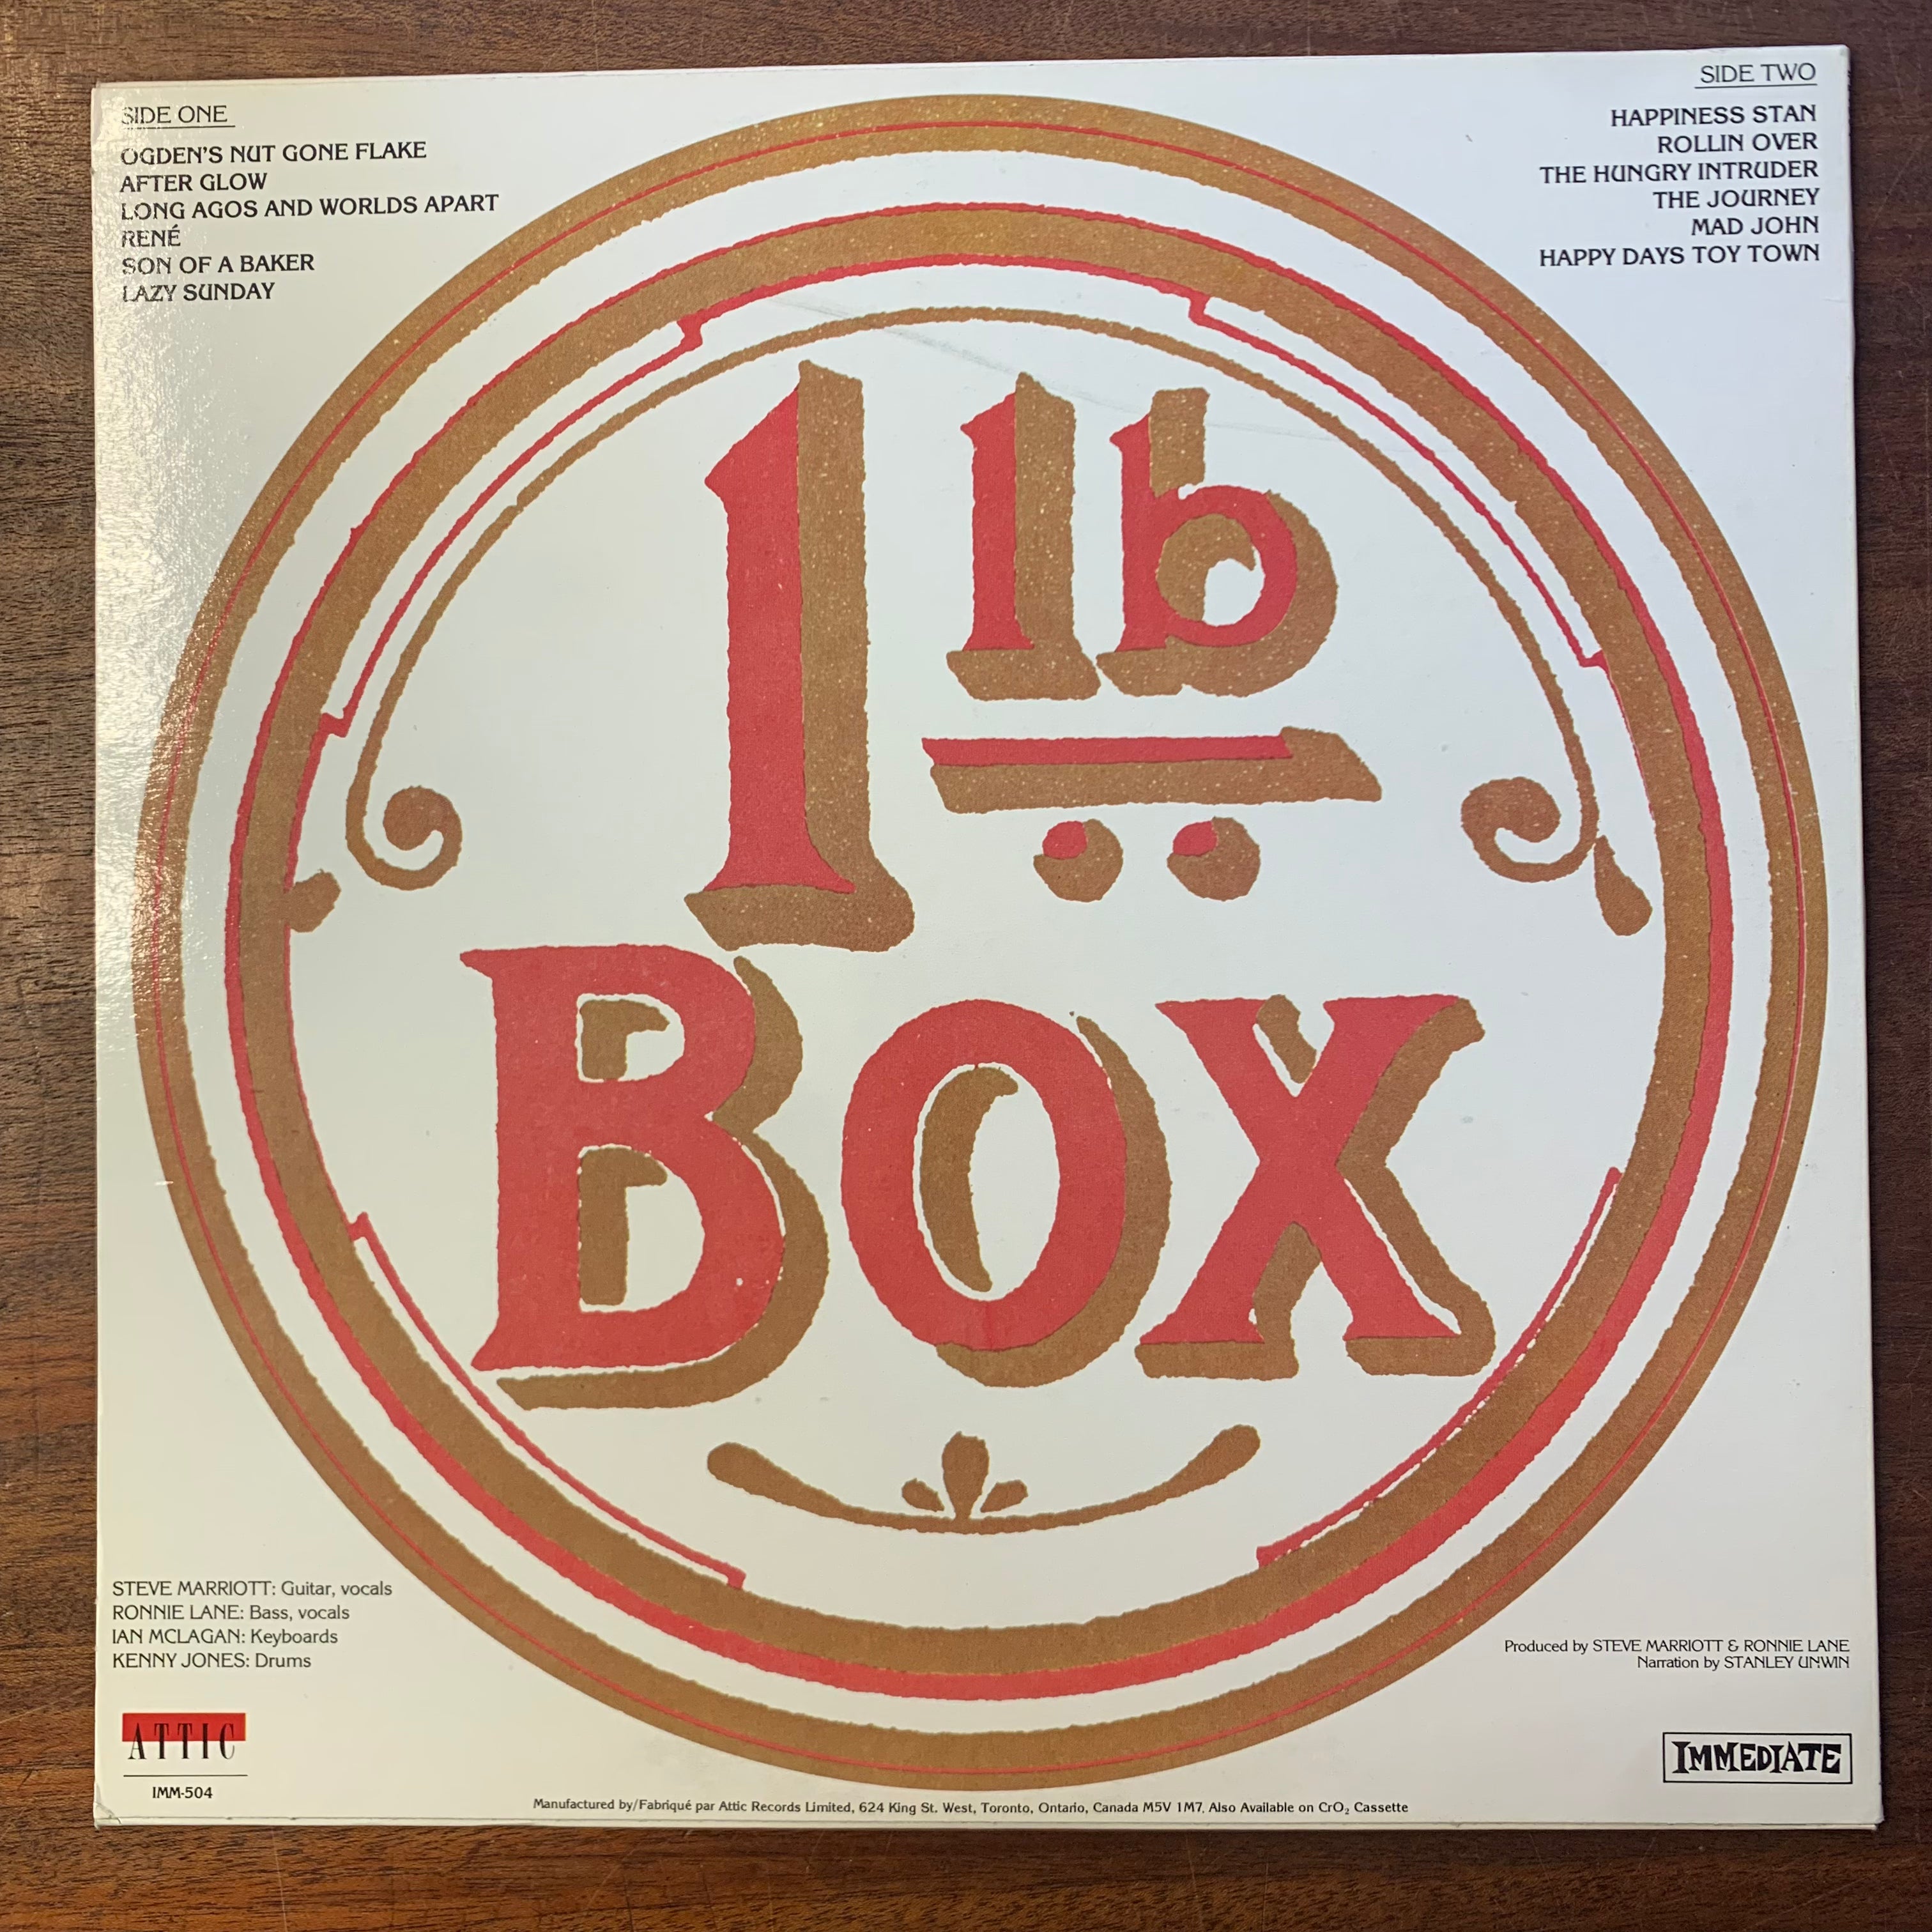 SIDE ONE
OGDEN'S NUT GONE FLAKE
AFTER GLOW
LONG AGOS AND WORLDS APART
RENÉ
SON OF A BAKER
LAZY SUNDAY
SIDE TWO
HAPPINESS STAN
ROLLIN OVER
THE HUNGRY INTRUDER
THE JOURNEY
MAD JOHN
HAPPY DAYS TOY TOWN
1 lb
BOX
STEVE MARRIOTT: Guitar, vocals
RONNIE LANE: Bass, vocals
IAN MCLAGAN: Keyboards
KENNY JONES: Drums
Produced by STEVE MARRIOTT & RONNIE LANE
Narration by STANLEY UNWIN
ATTIC
IMM-504
IMMEDIATE
Manufactured by/Fabriqué par Attic Records Limited, 624 King St. West, Toronto, Ontario, Canada M5V 1M7. Also Available on CrO₂ Cassette